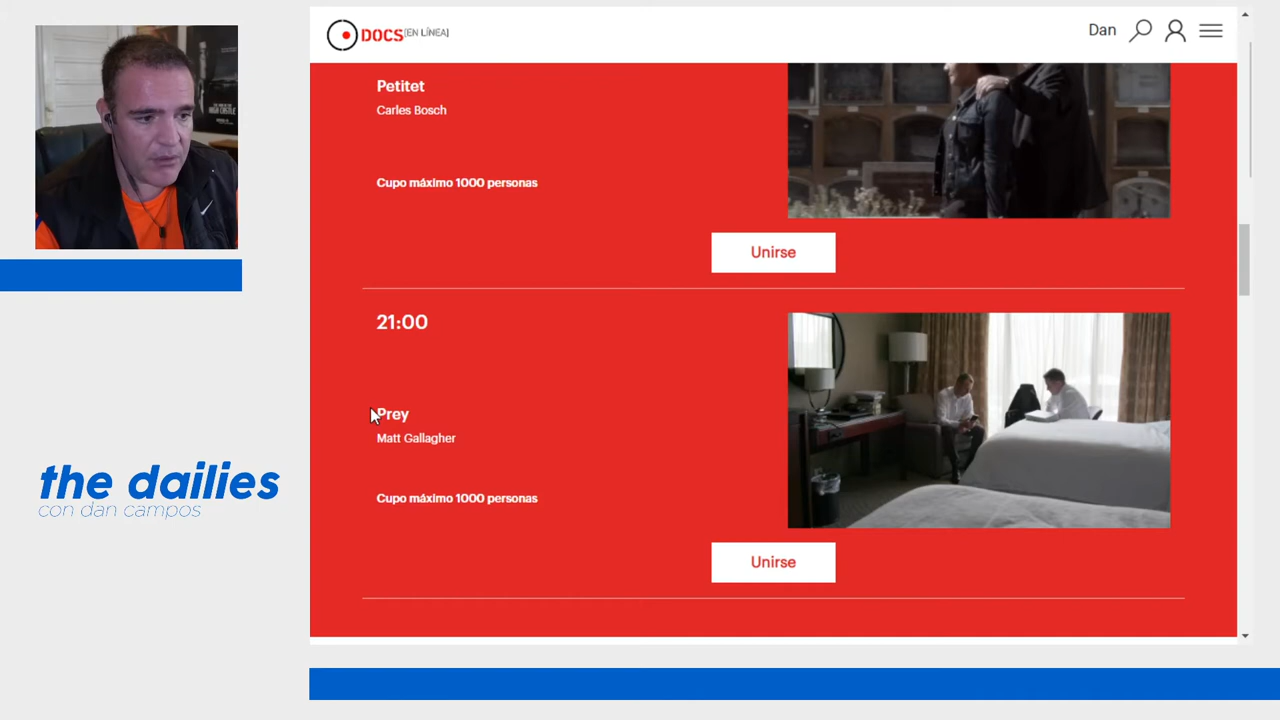 DOCS [EN LÍNEA]
Dan
Petitet
Carles Bosch
Cupo máximo 1000 personas
Unirse
21:00
Prey
Matt Gallagher
Cupo máximo 1000 personas
Unirse
the dailies
con dan campos